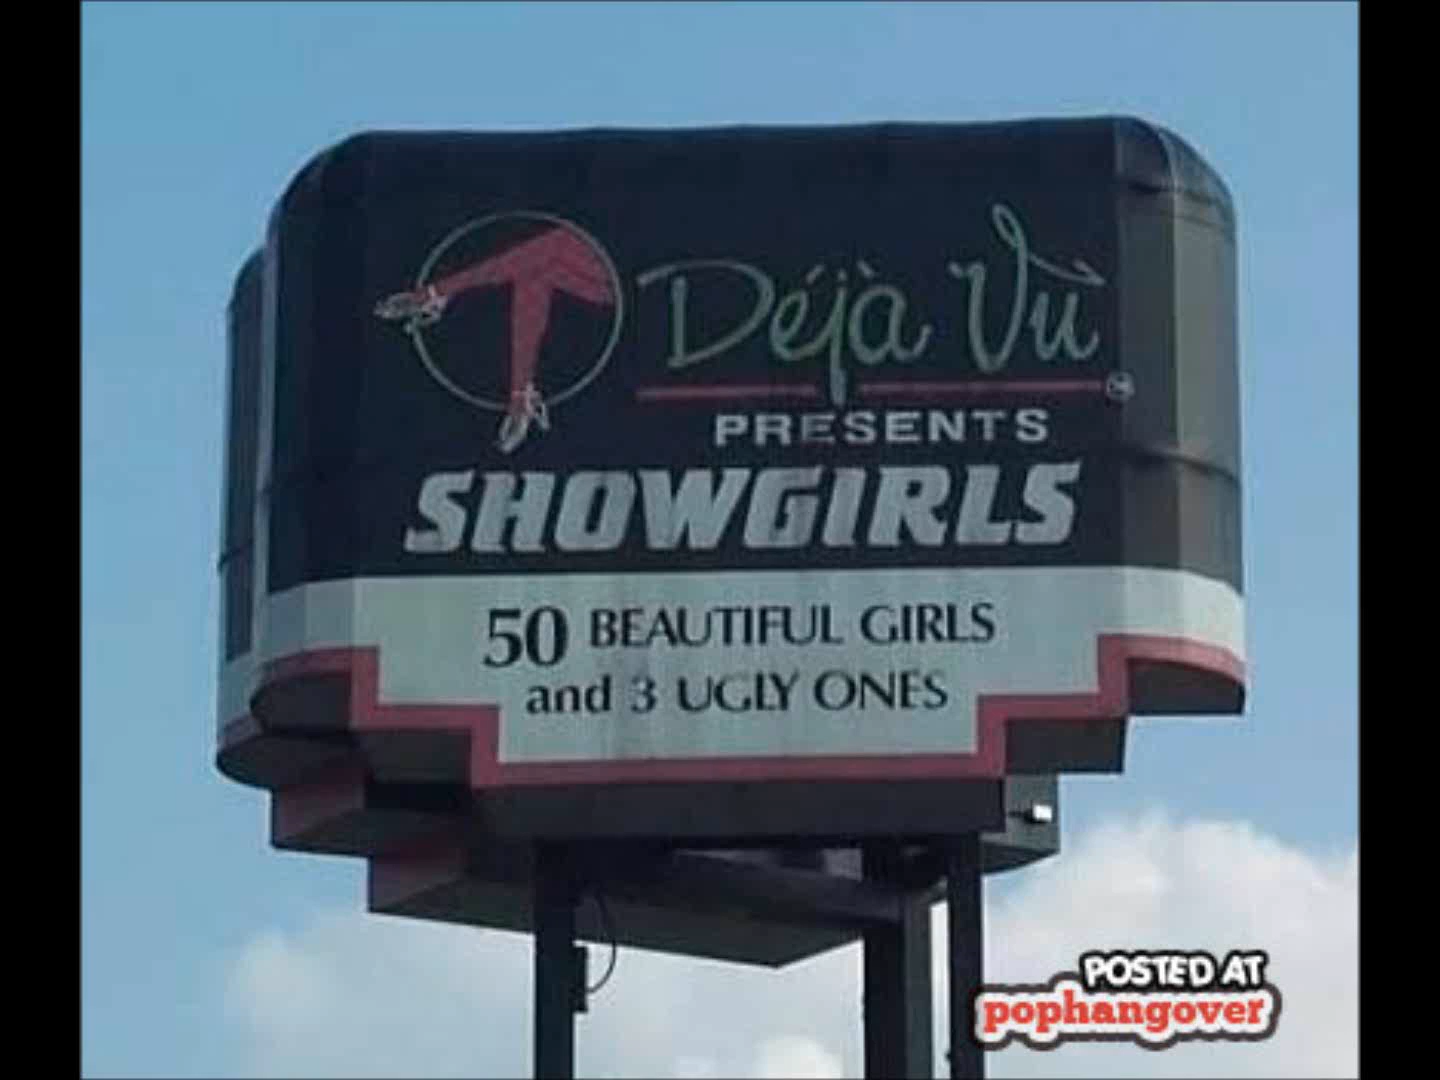 Déjà Vu
PRESENTS
SHOWGIRLS
50 BEAUTIFUL GIRLS
and 3 UGLY ONES
POSTED AT
pophangover